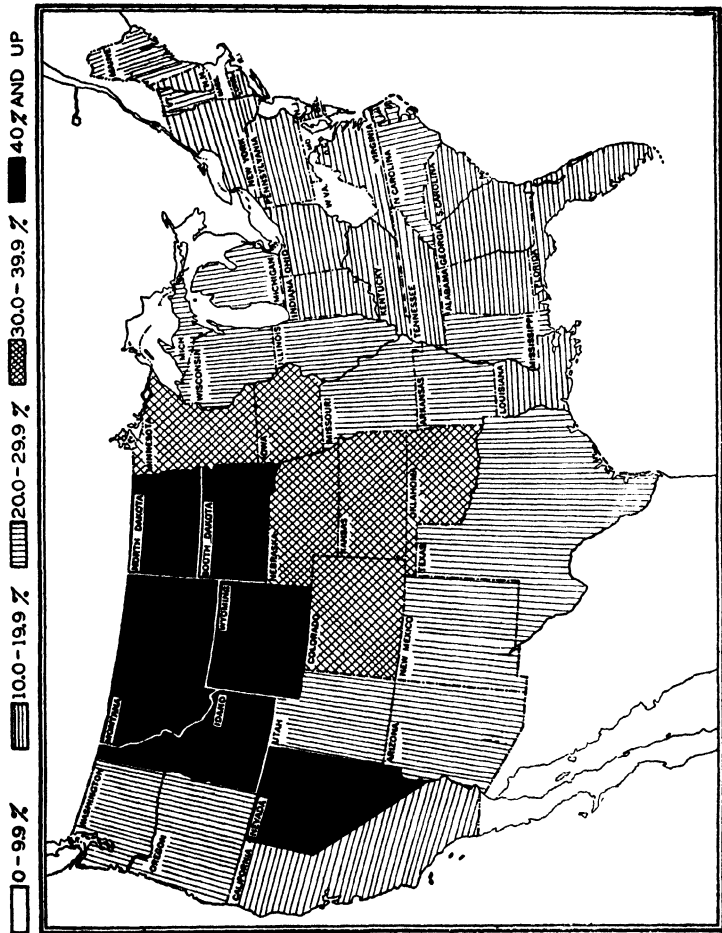 0-9.9 %
10.0-19.9 %
20.0-29.9 %
30.0-39.9 %
40% AND UP
WASHINGTON
OREGON
CALIFORNIA
NEVADA
IDAHO
MONTANA
WYOMING
UTAH
ARIZONA
COLORADO
NEW MEXICO
NORTH DAKOTA
SOUTH DAKOTA
NEBRASKA
KANSAS
OKLAHOMA
TEXAS
MINNESOTA
IOWA
MISSOURI
ARKANSAS
LOUISIANA
WISCONSIN
MICH
ILLINOIS
MISSISSIPPI
MICHIGAN
INDIANA
OHIO
KENTUCKY
TENNESSEE
ALABAMA
GEORGIA
FLORIDA
S. CAROLINA
N CAROLINA
VIRGINIA
W VA.
PENNSYLVANIA
NEW YORK
MAINE